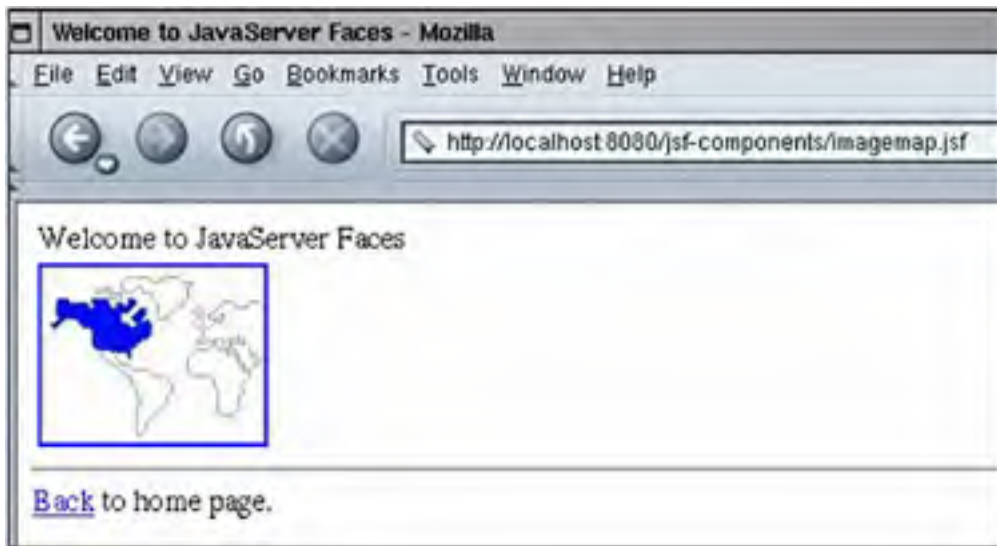 Welcome to JavaServer Faces - Mozilla
File Edit View Go Bookmarks Tools Window Help
http://localhost:8080/jsf-components/imagemap.jsf
Welcome to JavaServer Faces
Back to home page.